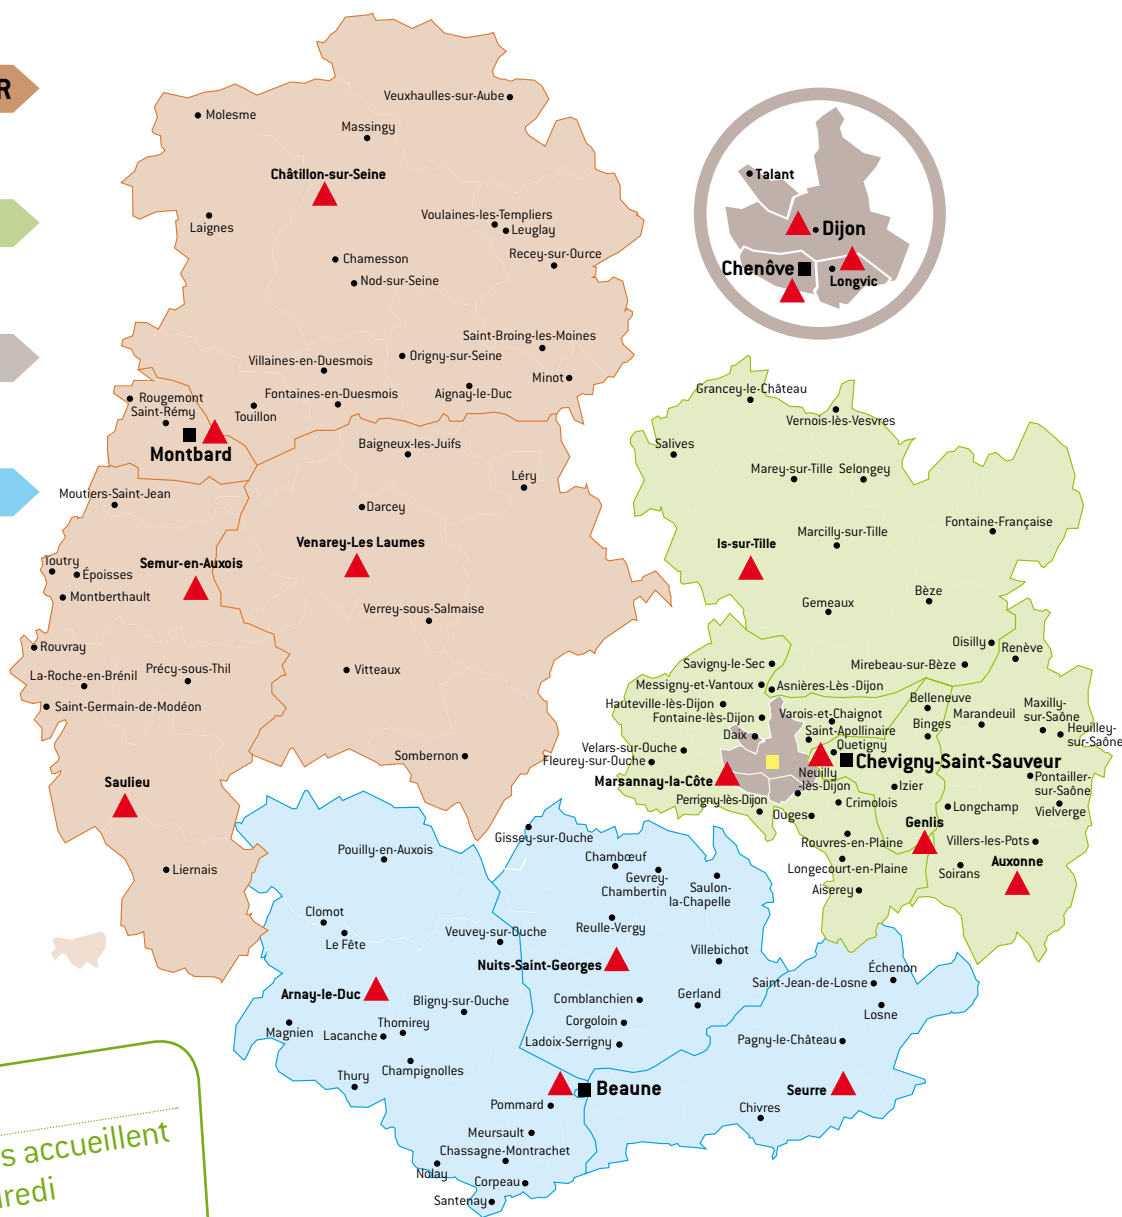 R
Veuxhaulles-sur-Aube
Molesme
Massingy
Châtillon-sur-Seine
Laignes
Voulaines-les-Templiers
Leuglay
Recey-sur-Ource
Chamesson
Nod-sur-Seine
Saint-Broing-les-Moines
Origny-sur-Seine
Villaines-en-Duesmois
Minot
Aignay-le-Duc
Fontaines-en-Duesmois
Touillon
Rougemont
Saint-Rémy
Montbard
Baigneux-les-Juifs
Léry
Moutiers-Saint-Jean
Darcey
Venarey-Les Laumes
Semur-en-Auxois
Toutry
Époisses
Montberthault
Verrey-sous-Salmaise
Rouvray
La-Roche-en-Brénil
Précy-sous-Thil
Vitteaux
Saint-Germain-de-Modéon
Sombernon
Saulieu
Liernais
Talant
Dijon
Chenôve
Longvic
Grancey-le-Château
Vernois-lès-Vesvres
Salives
Marey-sur-Tille
Selongey
Marcilly-sur-Tille
Fontaine-Française
Is-sur-Tille
Bèze
Gemeaux
Oisilly
Renève
Mirebeau-sur-Bèze
Savigny-le-Sec
Messigny-et-Vantoux
Asnières-Lès -Dijon
Hauteville-lès-Dijon
Fontaine-lès-Dijon
Daix
Varois-et-Chaignot
Saint-Apollinaire
Quetigny
Belleneuve
Binges
Marandeuil
Maxilly-
sur-Saône
Heuilley-
sur-Saône
Velars-sur-Ouche
Fleurey-sur-Ouche
Marsannay-la-Côte
Chevigny-Saint-Sauveur
Neuilly
-lès-Dijon
Perrigny-lès-Dijon
Ouges
Crimolois
Izier
Pontailler-
sur-Saône
Longchamp
Vielverge
Genlis
Rouvres-en-Plaine
Villers-les-Pots
Longecourt-en-Plaine
Soirans
Auxonne
Aiserey
Pouilly-en-Auxois
Gissey-sur-Ouche
Chambœuf
Gevrey-
Chambertin
Saulon-
la-Chapelle
Clomot
Le Fête
Reulle-Vergy
Veuvey-sur-Ouche
Nuits-Saint-Georges
Villebichot
Arnay-le-Duc
Bligny-sur-Ouche
Comblanchien
Gerland
Échenon
Saint-Jean-de-Losne
Losne
Magnien
Lacanche
Thomirey
Corgoloin
Ladoix-Serrigny
Pagny-le-Château
Champignolles
Thury
Beaune
Seurre
Pommard
Chivres
Meursault
Chassagne-Montrachet
Nolay
Corpeau
Santenay
s accueillent
redi